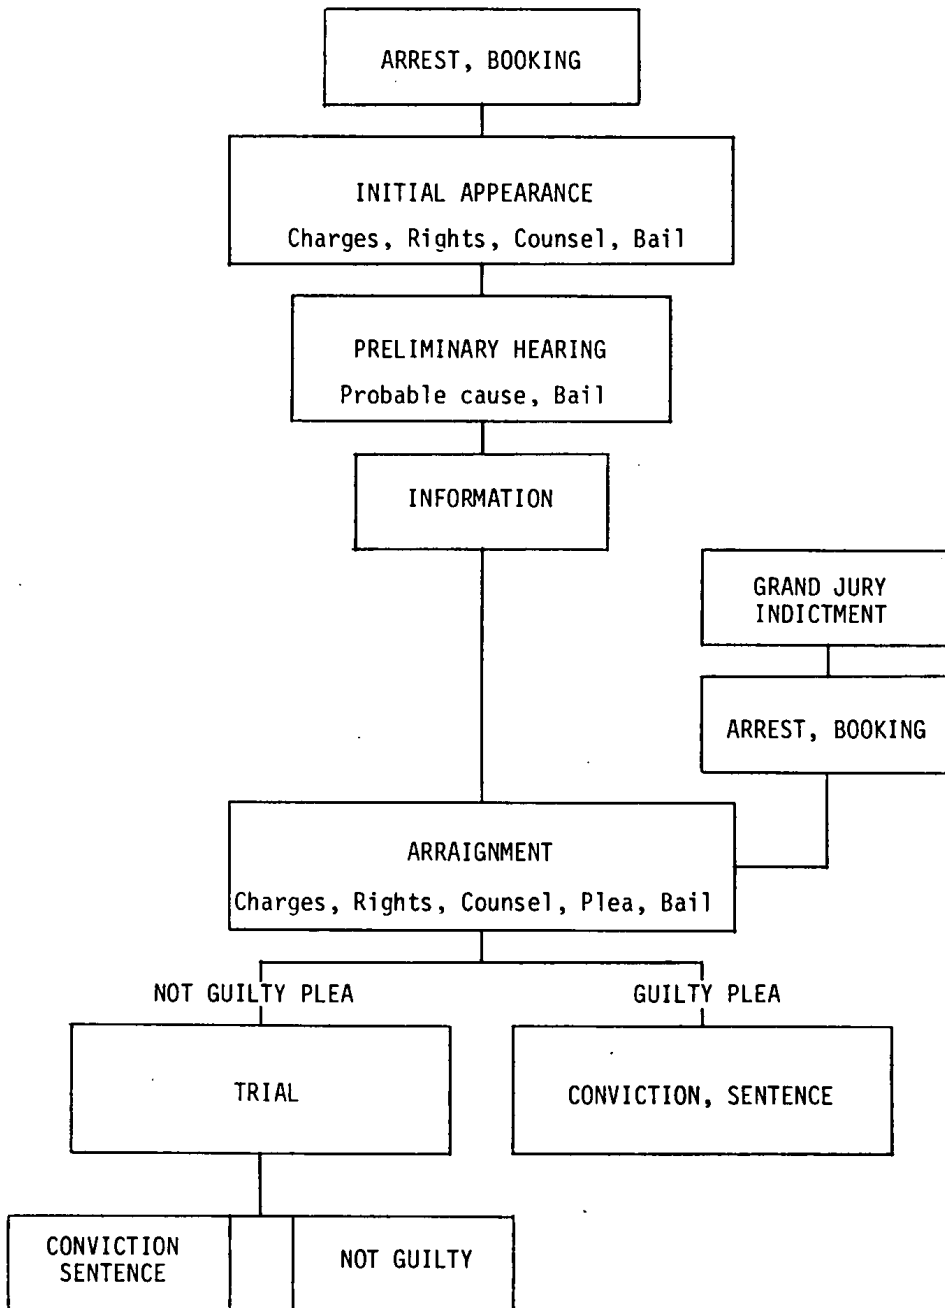 ARREST, BOOKING
INITIAL APPEARANCE
Charges, Rights, Counsel, Bail
PRELIMINARY HEARING
Probable cause, Bail
INFORMATION
GRAND JURY
INDICTMENT
ARREST, BOOKING
ARRAIGNMENT
Charges, Rights, Counsel, Plea, Bail
NOT GUILTY PLEA
GUILTY PLEA
TRIAL
CONVICTION, SENTENCE
CONVICTION
SENTENCE
NOT GUILTY